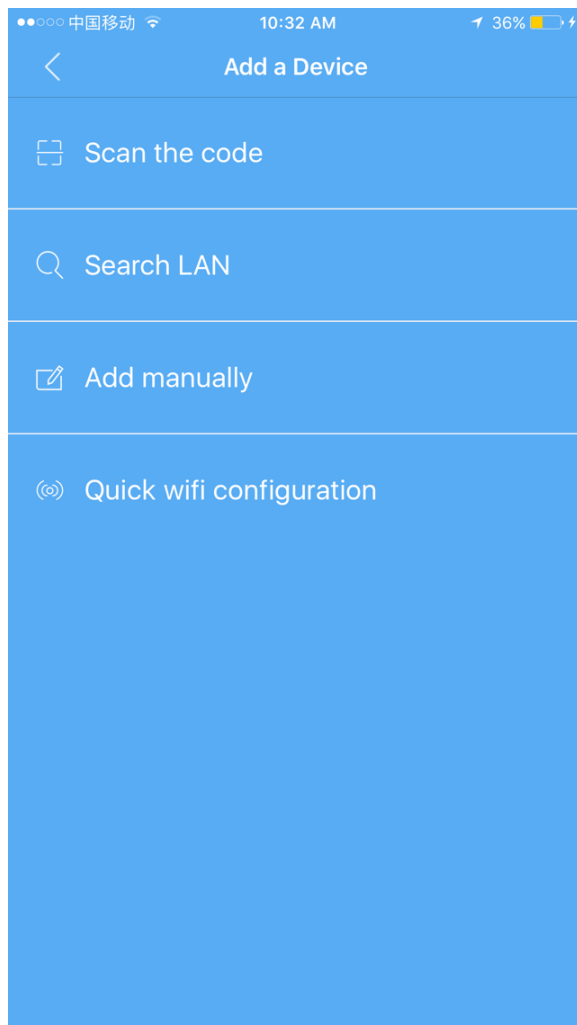 中国移动 10:32 AM 36%
Add a Device
Scan the code
Search LAN
Add manually
Quick wifi configuration